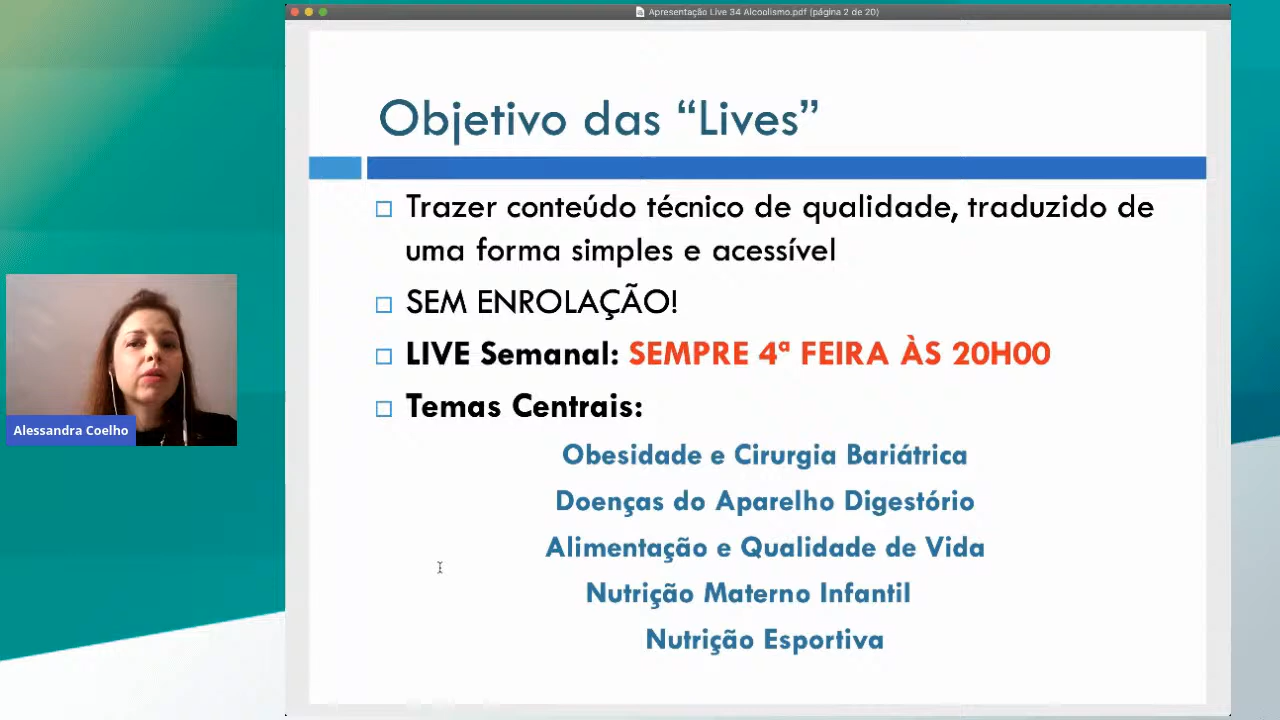 Apresentação Live 34 Alcoolismo.pdf (página 2 de 20)
Objetivo das “Lives”
Trazer conteúdo técnico de qualidade, traduzido de
uma forma simples e acessível
SEM ENROLAÇÃO!
LIVE Semanal: SEMPRE 4ª FEIRA ÀS 20H00
Temas Centrais:
Obesidade e Cirurgia Bariátrica
Doenças do Aparelho Digestório
Alimentação e Qualidade de Vida
Nutrição Materno Infantil
Nutrição Esportiva
Alessandra Coelho